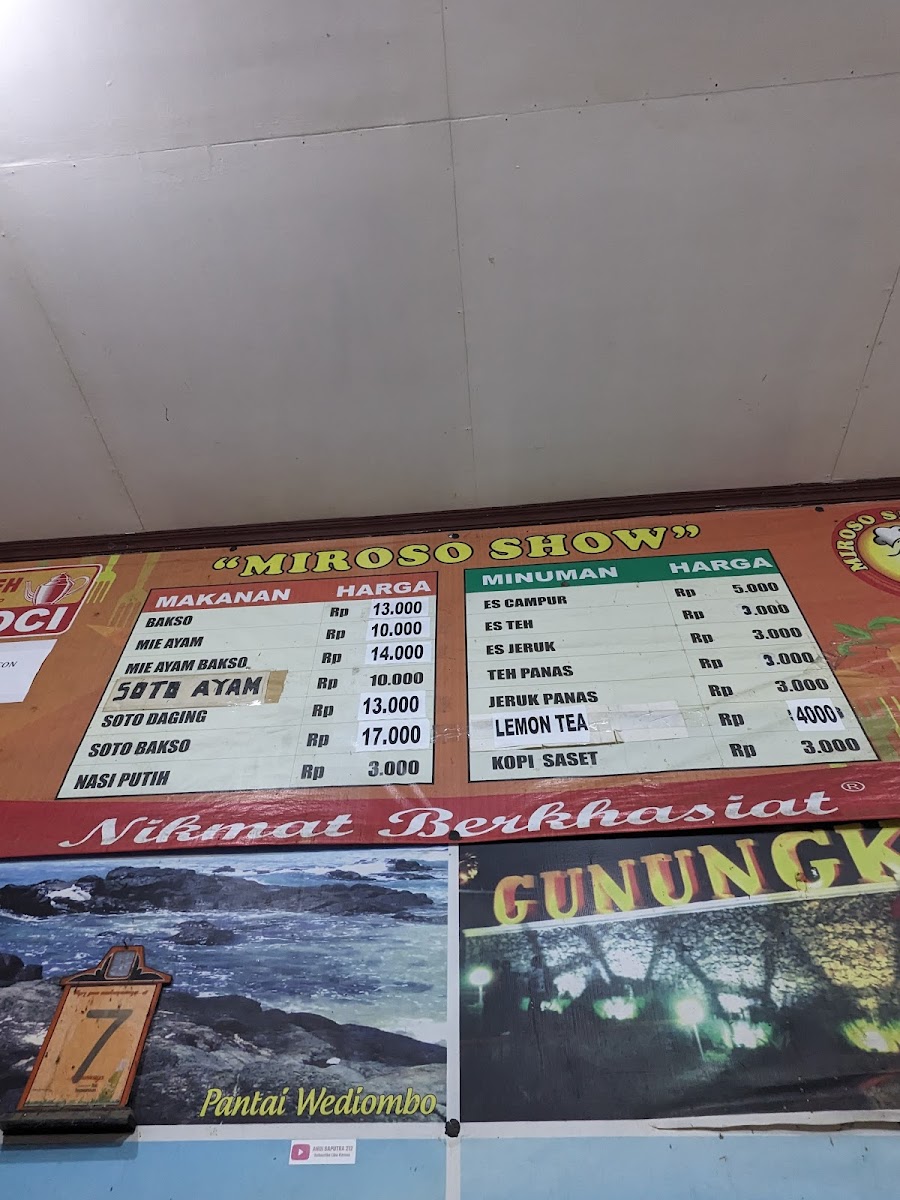 “MIROSO SHOW”
MIROSO S
OCI
MAKANAN HARGA
BAKSO Rp 13.000
MIE AYAM Rp 10.000
MIE AYAM BAKSO Rp 14.000
SOTO AYAM Rp 10.000
SOTO DAGING Rp 13.000
SOTO BAKSO Rp 17.000
NASI PUTIH Rp 3.000
MINUMAN HARGA
ES CAMPUR Rp 5.000
ES TEH Rp 3.000
ES JERUK Rp 3.000
TEH PANAS Rp 3.000
JERUK PANAS Rp 3.000
LEMON TEA Rp 4000
KOPI SASET Rp 3.000
Nikmat Berkhasiat®
GUNUNGK
7
Pantai Wediombo